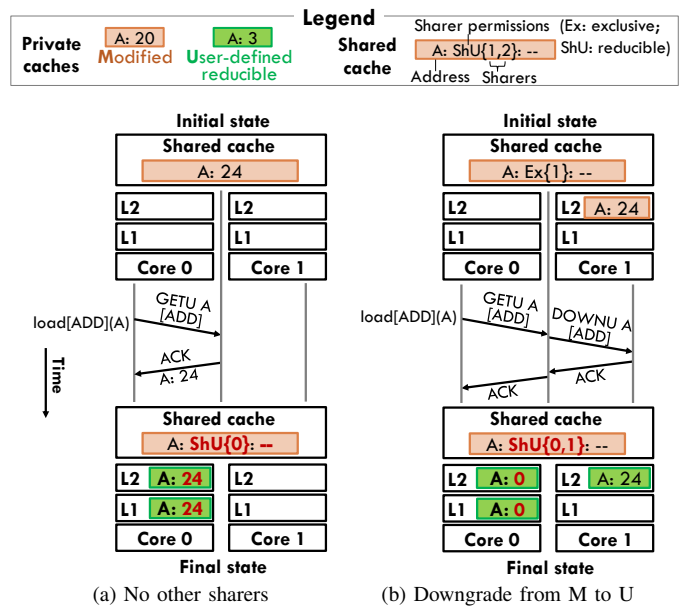 Legend
Private caches
A: 20
Modified
A: 3
User-defined reducible
Shared cache
Sharer permissions (Ex: exclusive; ShU: reducible)
A: ShU{1,2}: --
Address
Sharers
Initial state
Shared cache
A: 24
L2
L2
L1
L1
Core 0
Core 1
load[ADD](A)
GETU A
[ADD]
ACK
A: 24
Time
Shared cache
A: ShU{0}: --
L2 A: 24
L2
L1 A: 24
L1
Core 0
Core 1
Final state
(a) No other sharers
Initial state
Shared cache
A: Ex{1}: --
L2
L2 A: 24
L1
L1
Core 0
Core 1
load[ADD](A)
GETU A
[ADD]
DOWNU A
[ADD]
ACK
ACK
Shared cache
A: ShU{0,1}: --
L2 A: 0
L2 A: 24
L1 A: 0
L1
Core 0
Core 1
Final state
(b) Downgrade from M to U